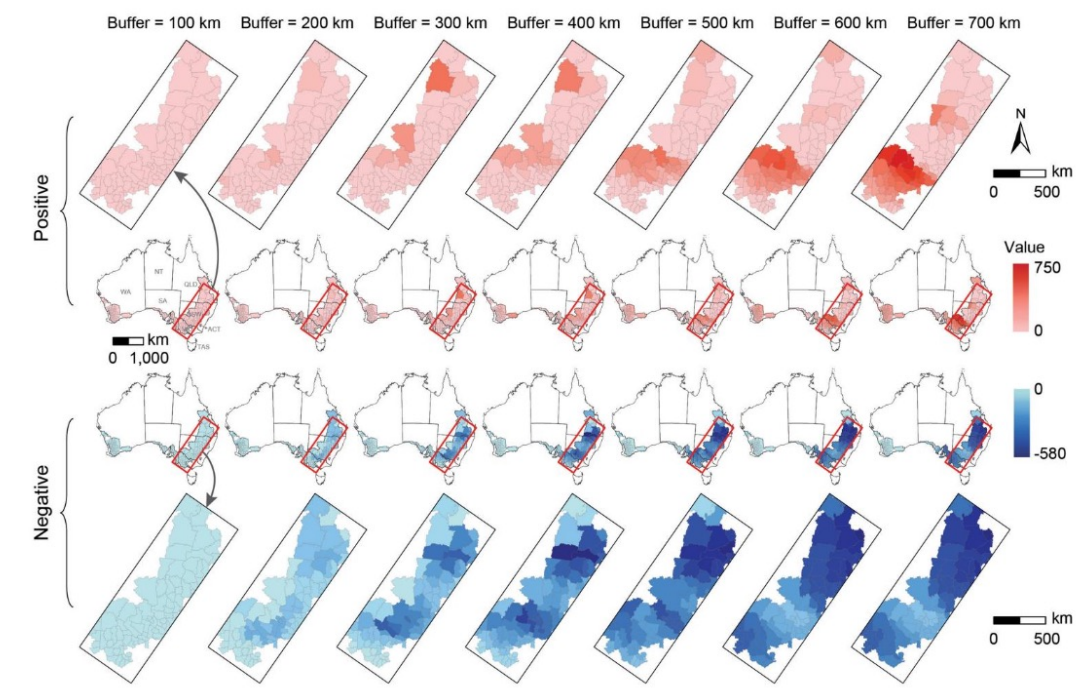 Buffer = 100 km Buffer = 200 km Buffer = 300 km Buffer = 400 km Buffer = 500 km Buffer = 600 km Buffer = 700 km
Positive
N
km
0 500
Value
750
0
NT
QLD
WA
SA
ACT
TAS
km
0 1,000
0
-580
Negative
km
0 500